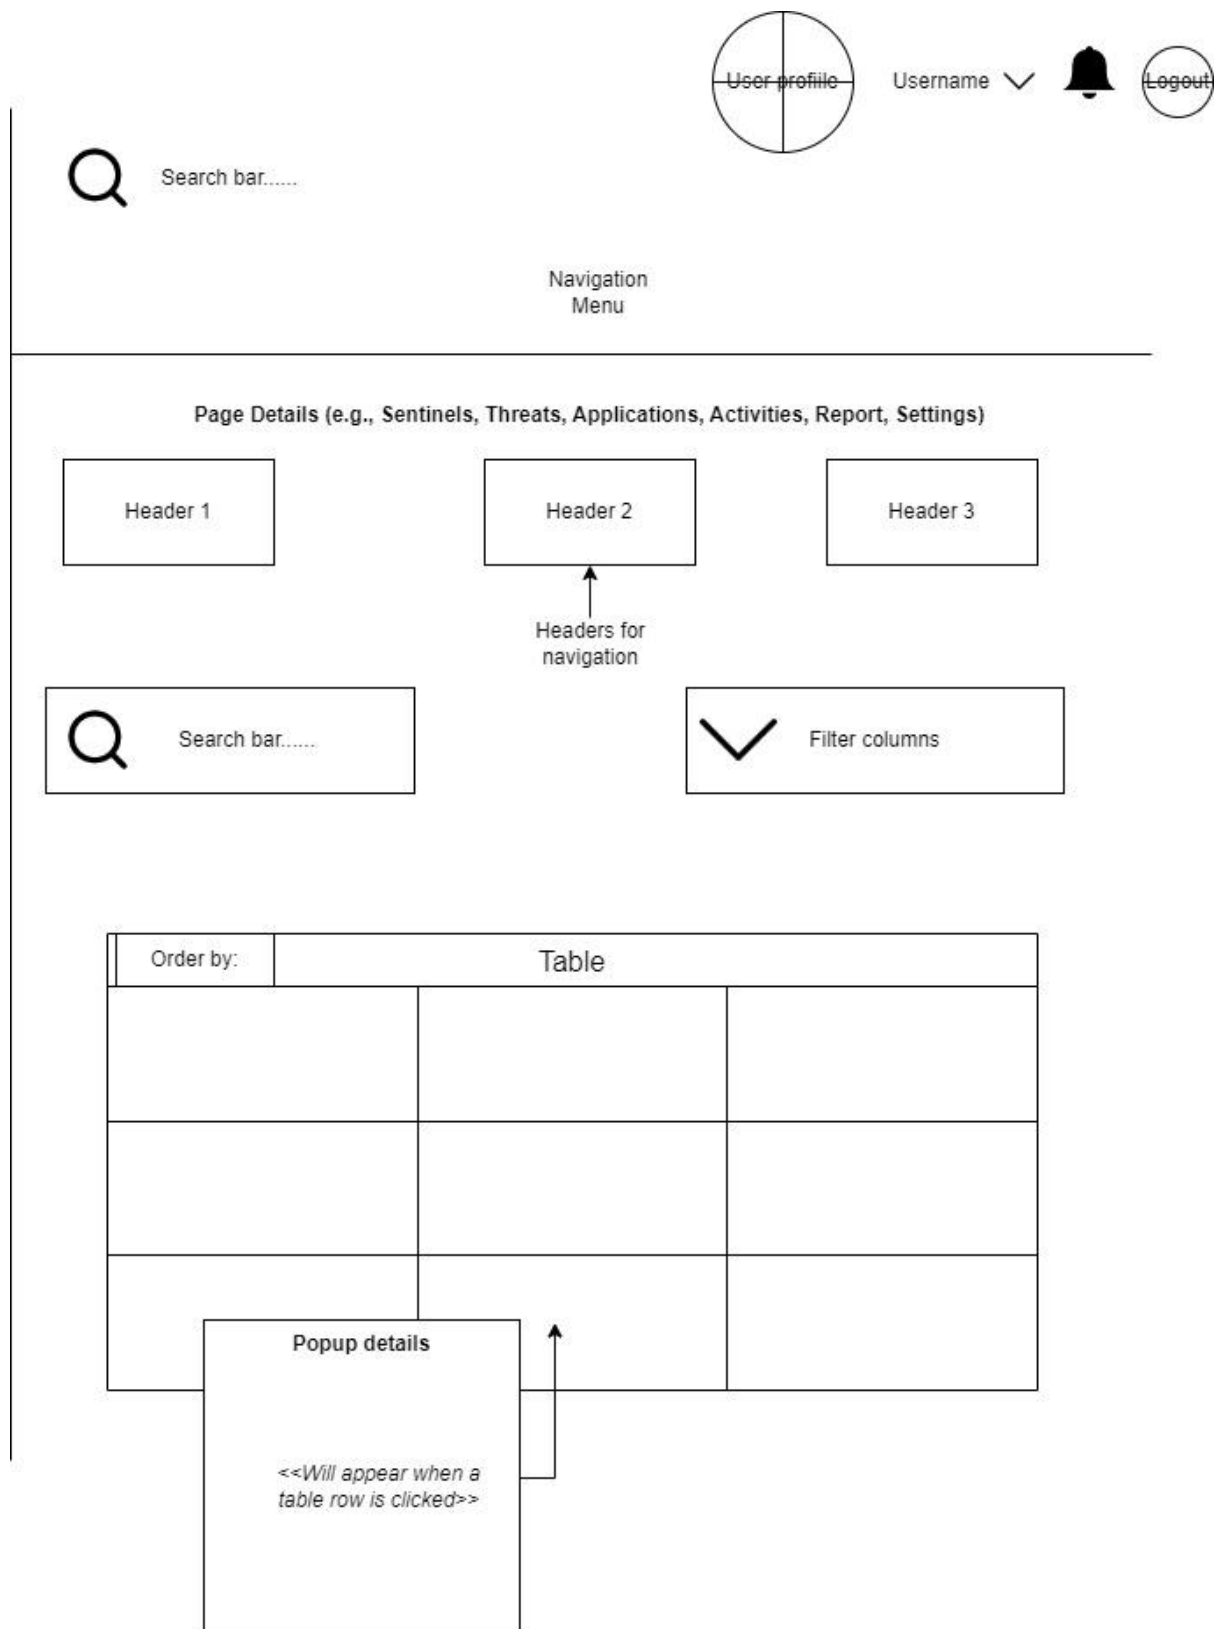 User profiile
Username
Logout
Search bar......
Navigation
Menu
Page Details (e.g., Sentinels, Threats, Applications, Activities, Report, Settings)
Header 1
Header 2
Header 3
Headers for
navigation
Search bar......
Filter columns
Order by:
Table
Popup details
<<Will appear when a
table row is clicked>>